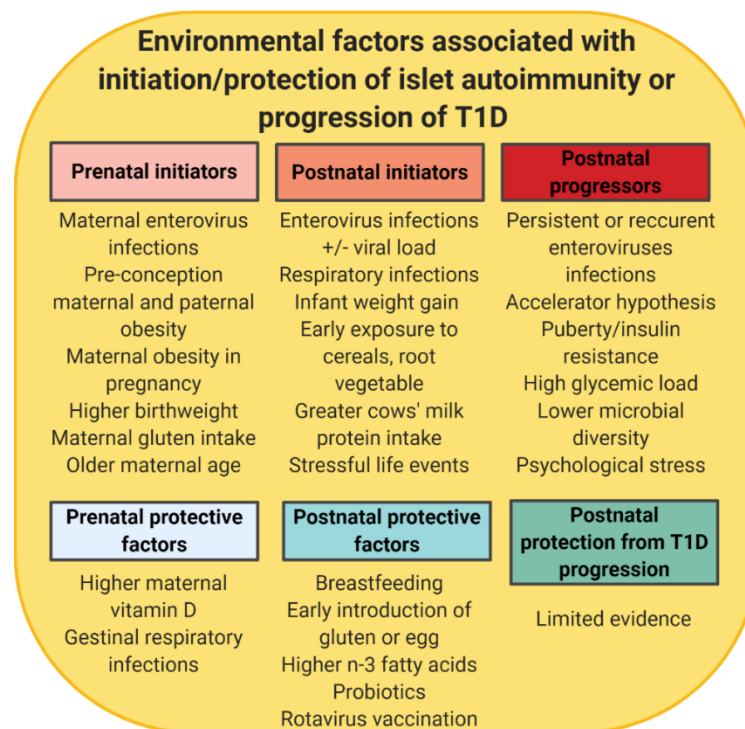 Environmental factors associated with
initiation/protection of islet autoimmunity or
progression of T1D
Prenatal initiators
Maternal enterovirus
infections
Pre-conception
maternal and paternal
obesity
Maternal obesity in
pregnancy
Higher birthweight
Maternal gluten intake
Older maternal age
Postnatal initiators
Enterovirus infections
+/- viral load
Respiratory infections
Infant weight gain
Early exposure to
cereals, root
vegetable
Greater cows' milk
protein intake
Stressful life events
Postnatal
progressors
Persistent or reccurent
enteroviruses
infections
Accelerator hypothesis
Puberty/insulin
resistance
High glycemic load
Lower microbial
diversity
Psychological stress
Prenatal protective
factors
Higher maternal
vitamin D
Gestinal respiratory
infections
Postnatal protective
factors
Breastfeeding
Early introduction of
gluten or egg
Higher n-3 fatty acids
Probiotics
Rotavirus vaccination
Postnatal
protection from T1D
progression
Limited evidence